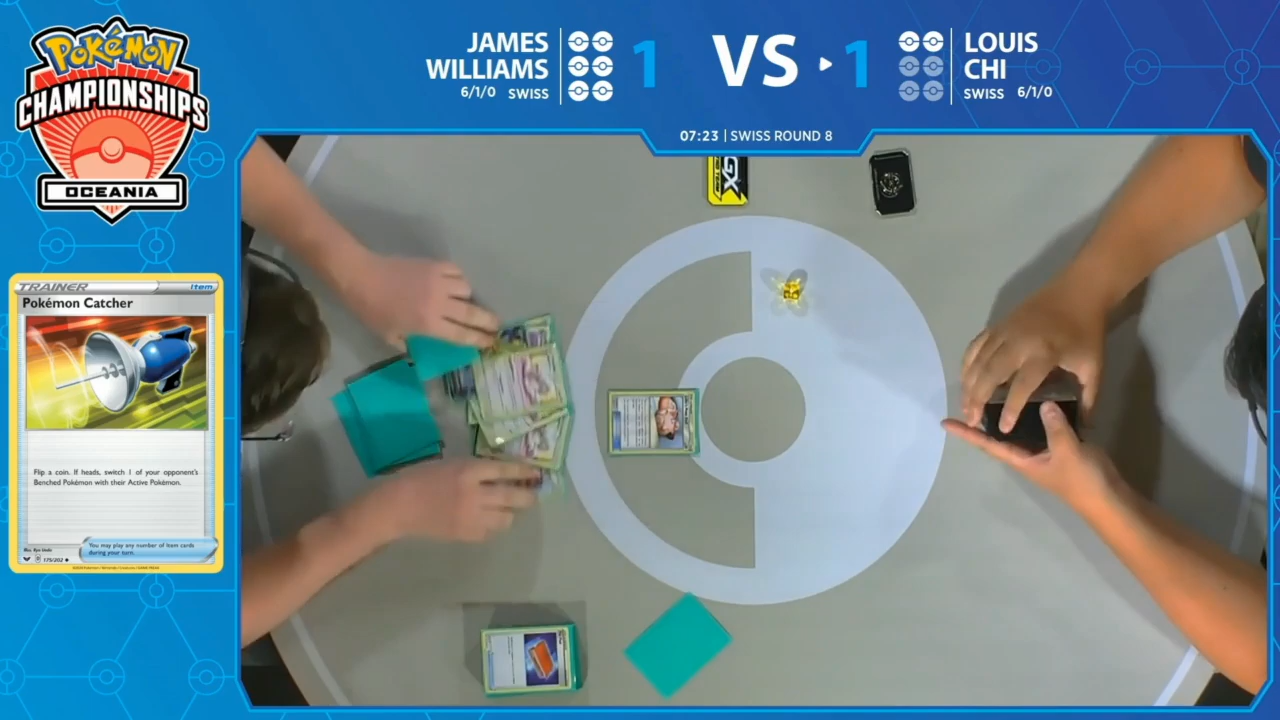 Pokémon
CHAMPIONSHIPS
OCEANIA
JAMES
WILLIAMS
6/1/0 SWISS
1
VS
1
LOUIS
CHI
SWISS 6/1/0
07:23 | SWISS ROUND 8
GX
TRAINER Item
Pokémon Catcher
Flip a coin. If heads, switch 1 of your opponent's
Benched Pokémon with their Active Pokémon.
You may play any number of Item cards
during your turn.
175/202